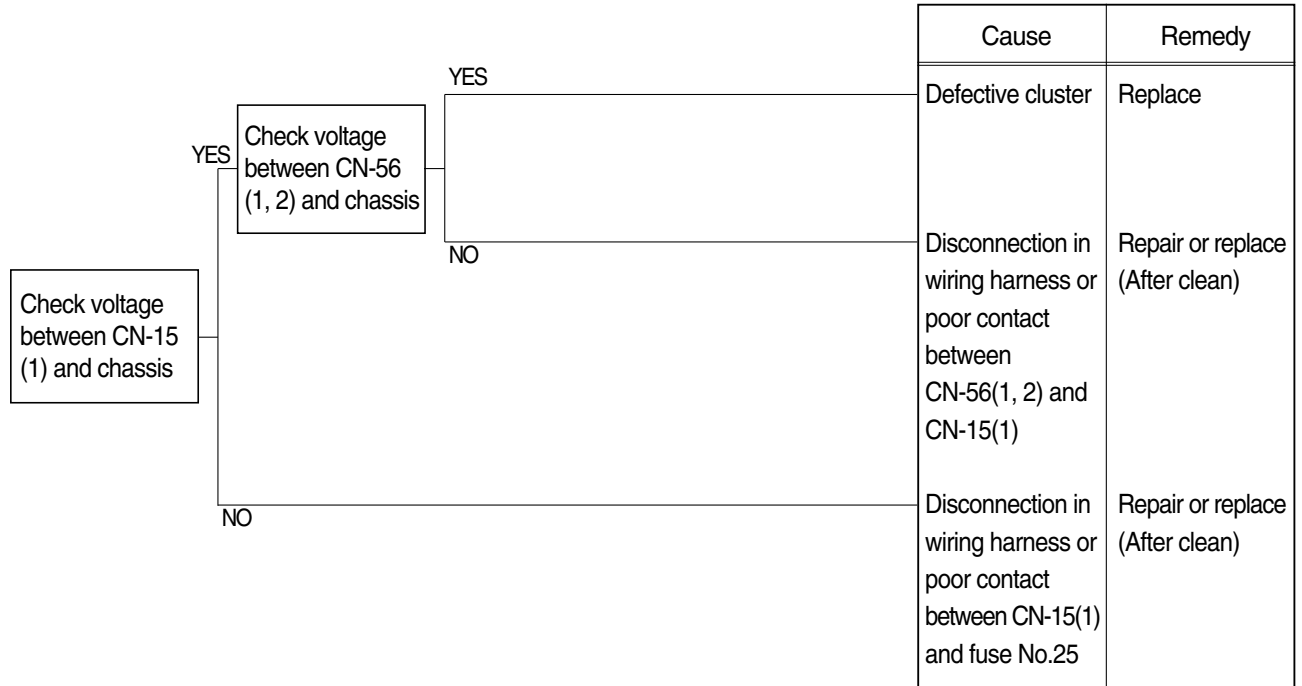 Cause
Remedy
YES
Defective cluster
Replace
Check voltage
between CN-56
(1, 2) and chassis
YES
NO
Disconnection in
wiring harness or
poor contact
between
CN-56(1, 2) and
CN-15(1)
Repair or replace
(After clean)
Check voltage
between CN-15
(1) and chassis
NO
Disconnection in
wiring harness or
poor contact
between CN-15(1)
and fuse No.25
Repair or replace
(After clean)